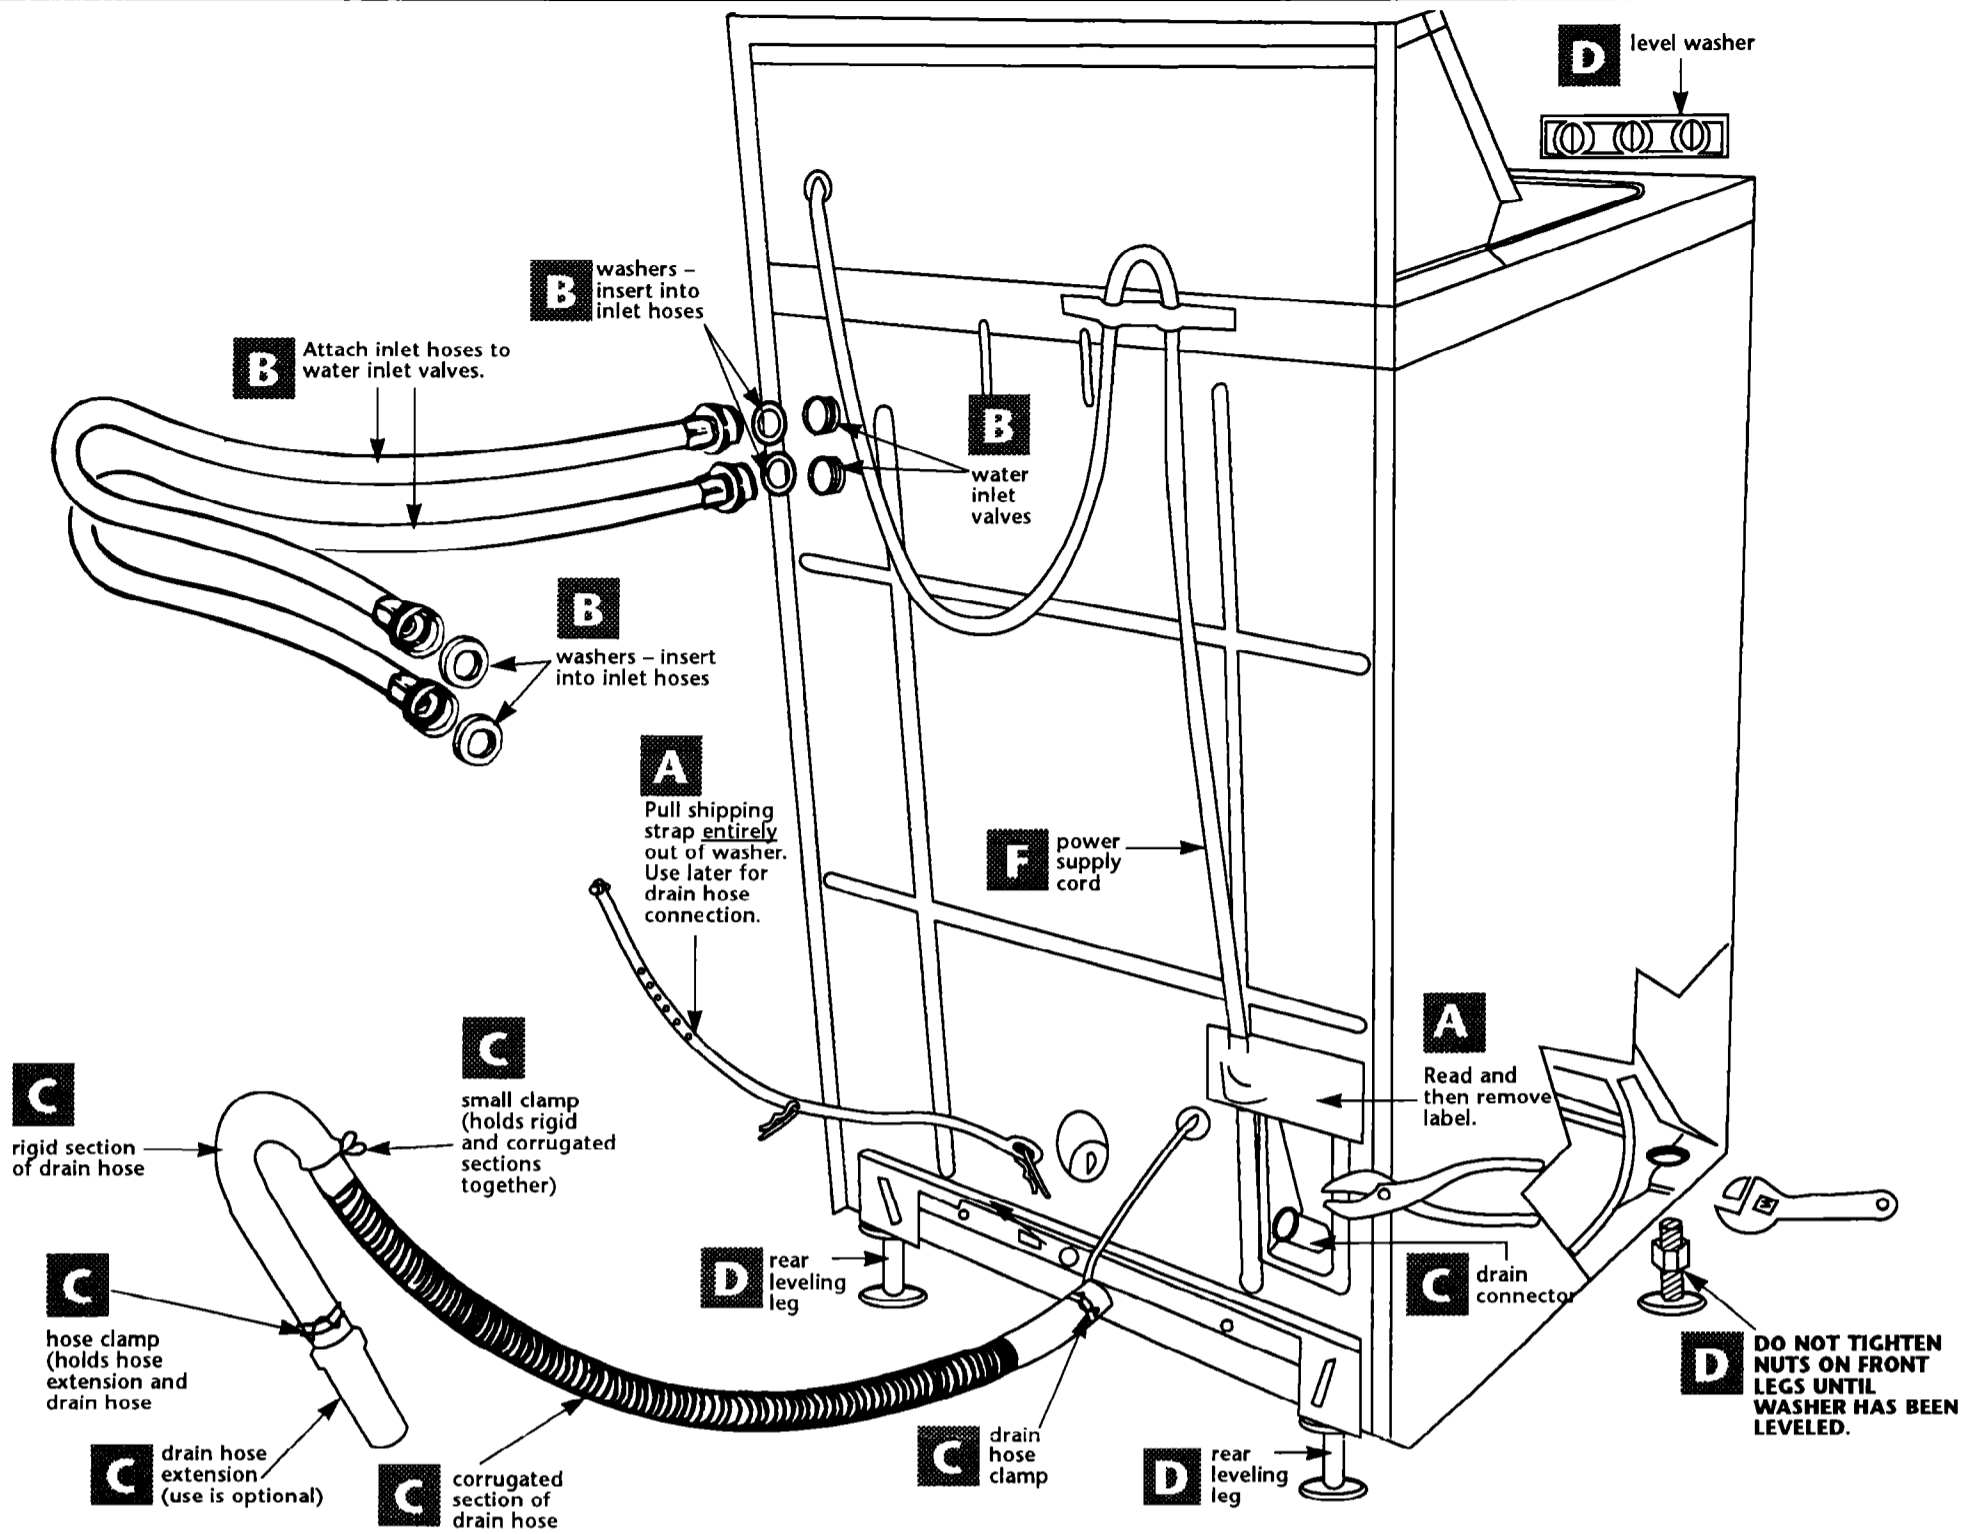 D
level washer
B
washers –
insert into
inlet hoses
B
Attach inlet hoses to
water inlet valves.
B
water
inlet
valves
B
washers – insert
into inlet hoses
A
Pull shipping
strap entirely
out of washer.
Use later for
drain hose
connection.
F
power
supply
cord
A
Read and
then remove
label.
C
rigid section
of drain hose
C
small clamp
(holds rigid
and corrugated
sections
together)
C
hose clamp
(holds hose
extension and
drain hose
C
drain hose
extension
(use is optional)
C
corrugated
section of
drain hose
D
rear
leveling
leg
C
drain
hose
clamp
D
rear
leveling
leg
C
drain
connector
D
DO NOT TIGHTEN
NUTS ON FRONT
LEGS UNTIL
WASHER HAS BEEN
LEVELED.